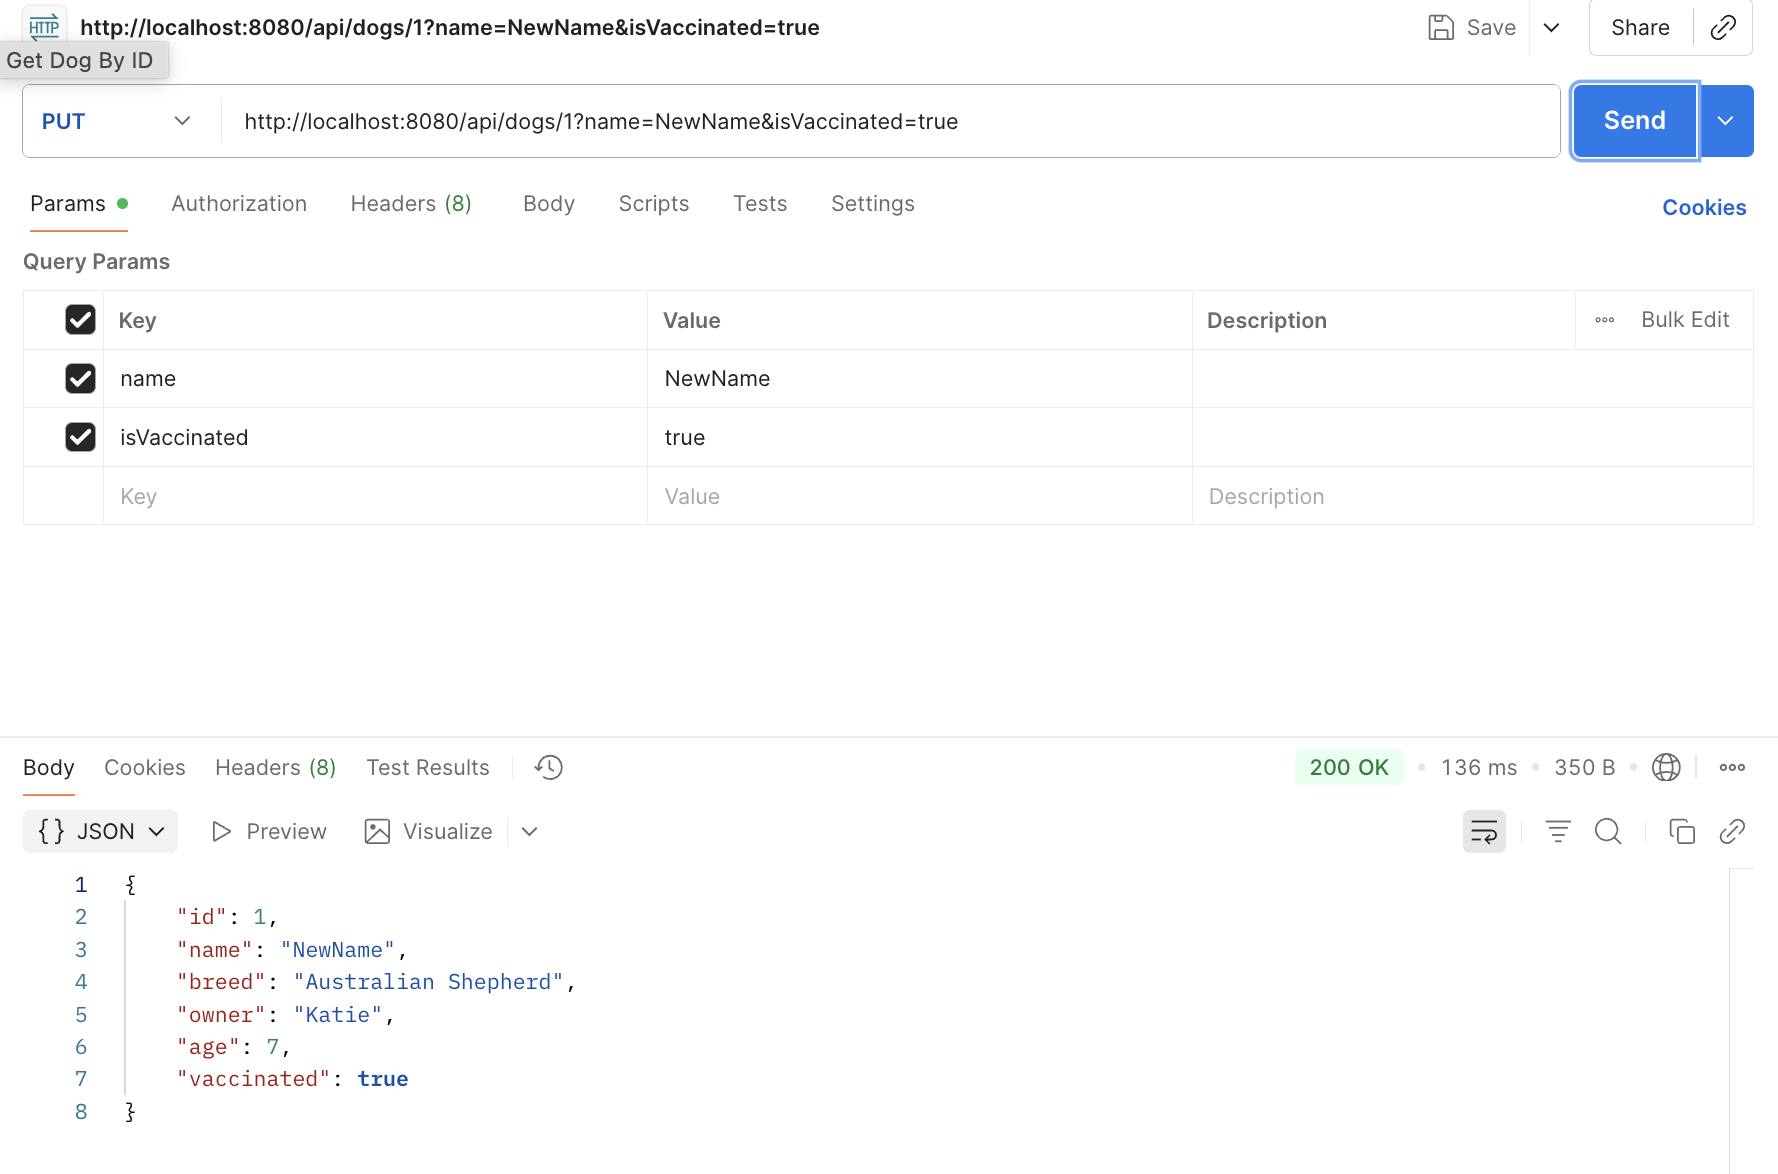 HTTP http://localhost:8080/api/dogs/1?name=NewName&isVaccinated=true Save Share
Get Dog By ID
PUT http://localhost:8080/api/dogs/1?name=NewName&isVaccinated=true Send
Params Authorization Headers (8) Body Scripts Tests Settings Cookies
Query Params
Key Value Description Bulk Edit
name NewName
isVaccinated true
Key Value Description
Body Cookies Headers (8) Test Results 200 OK 136 ms 350 B
{} JSON Preview Visualize
1 {
2 "id": 1,
3 "name": "NewName",
4 "breed": "Australian Shepherd",
5 "owner": "Katie",
6 "age": 7,
7 "vaccinated": true
8 }